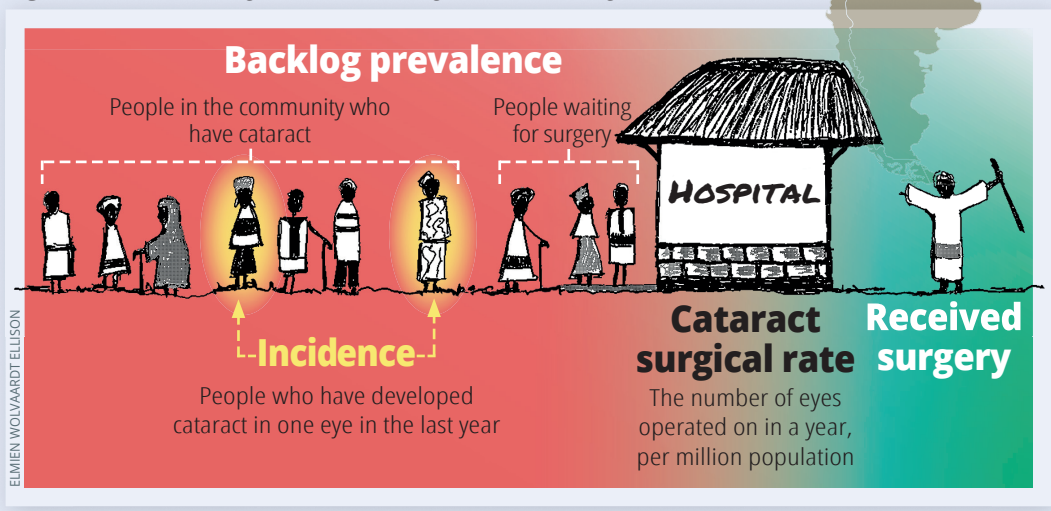 Backlog prevalence
People in the community who
have cataract
People waiting
for surgery
HOSPITAL
Incidence
People who have developed
cataract in one eye in the last year
Cataract
surgical rate
The number of eyes
operated on in a year,
per million population
Received
surgery
ELMIEN WOLVAARDT ELLISON